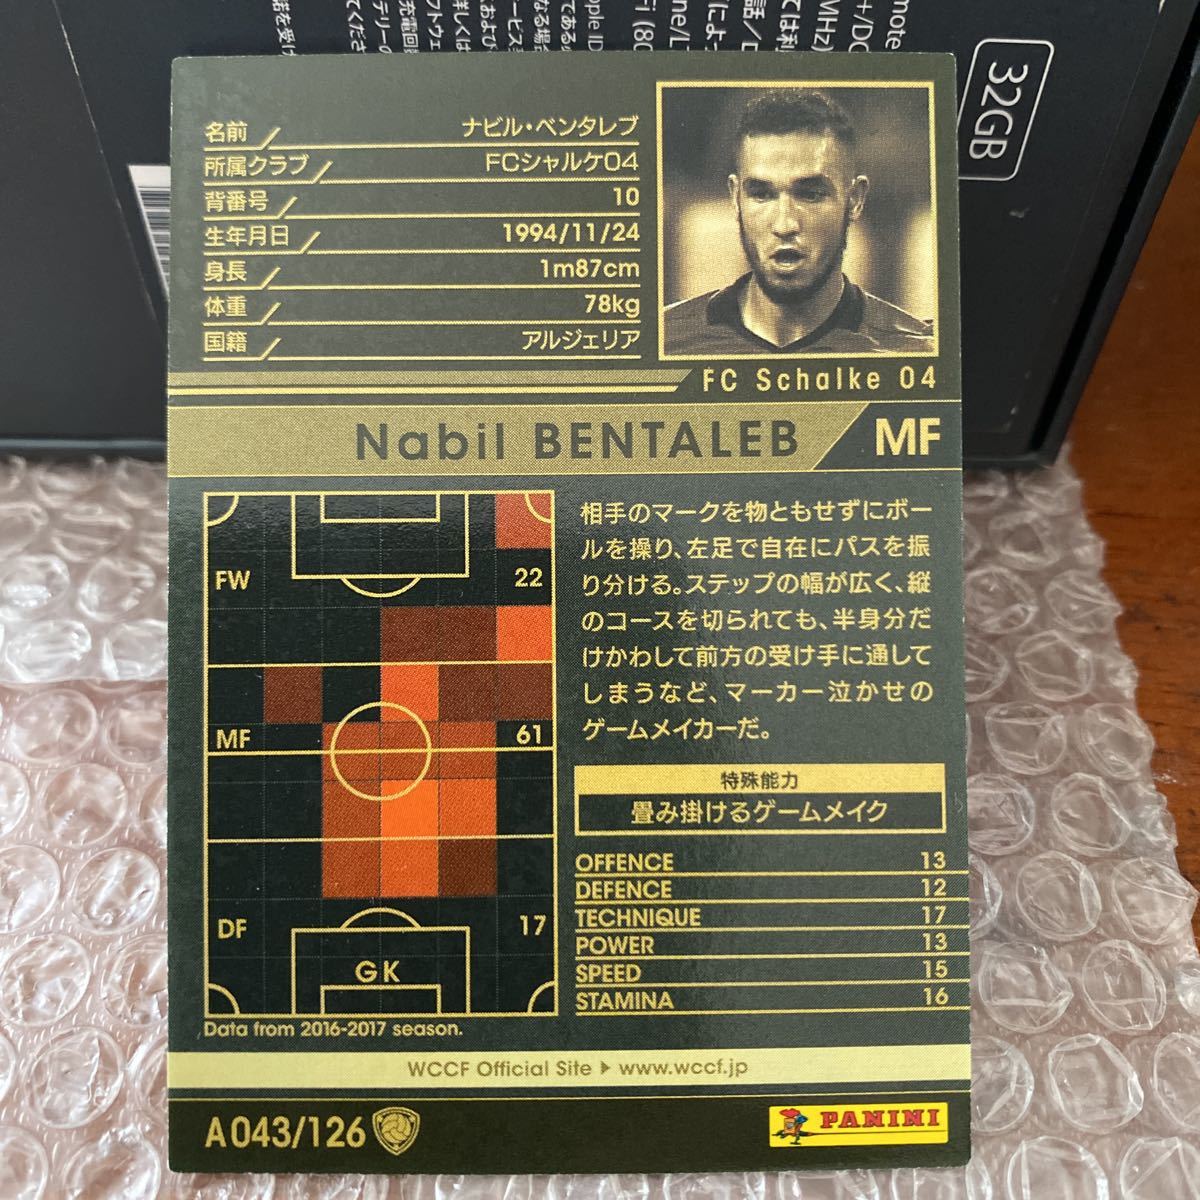 32GB
名前 ナビル・ベンタレブ
所属クラブ FCシャルケ04
背番号 10
生年月日 1994/11/24
身長 1m87cm
体重 78kg
国籍 アルジェリア
FC Schalke 04
Nabil BENTALEB MF
FW 22
MF 61
DF 17
GK
Data from 2016-2017 season.
相手のマークを物ともせずにボー
ルを操り、左足で自在にパスを振
り分ける。ステップの幅が広く、縦
のコースを切られても、半身分だ
けかわして前方の受け手に通して
しまうなど、マーカー泣かせの
ゲームメイカーだ。
特殊能力
畳み掛けるゲームメイク
OFFENCE 13
DEFENCE 12
TECHNIQUE 17
POWER 13
SPEED 15
STAMINA 16
WCCF Official Site ▶ www.wccf.jp
A043/126
PANINI